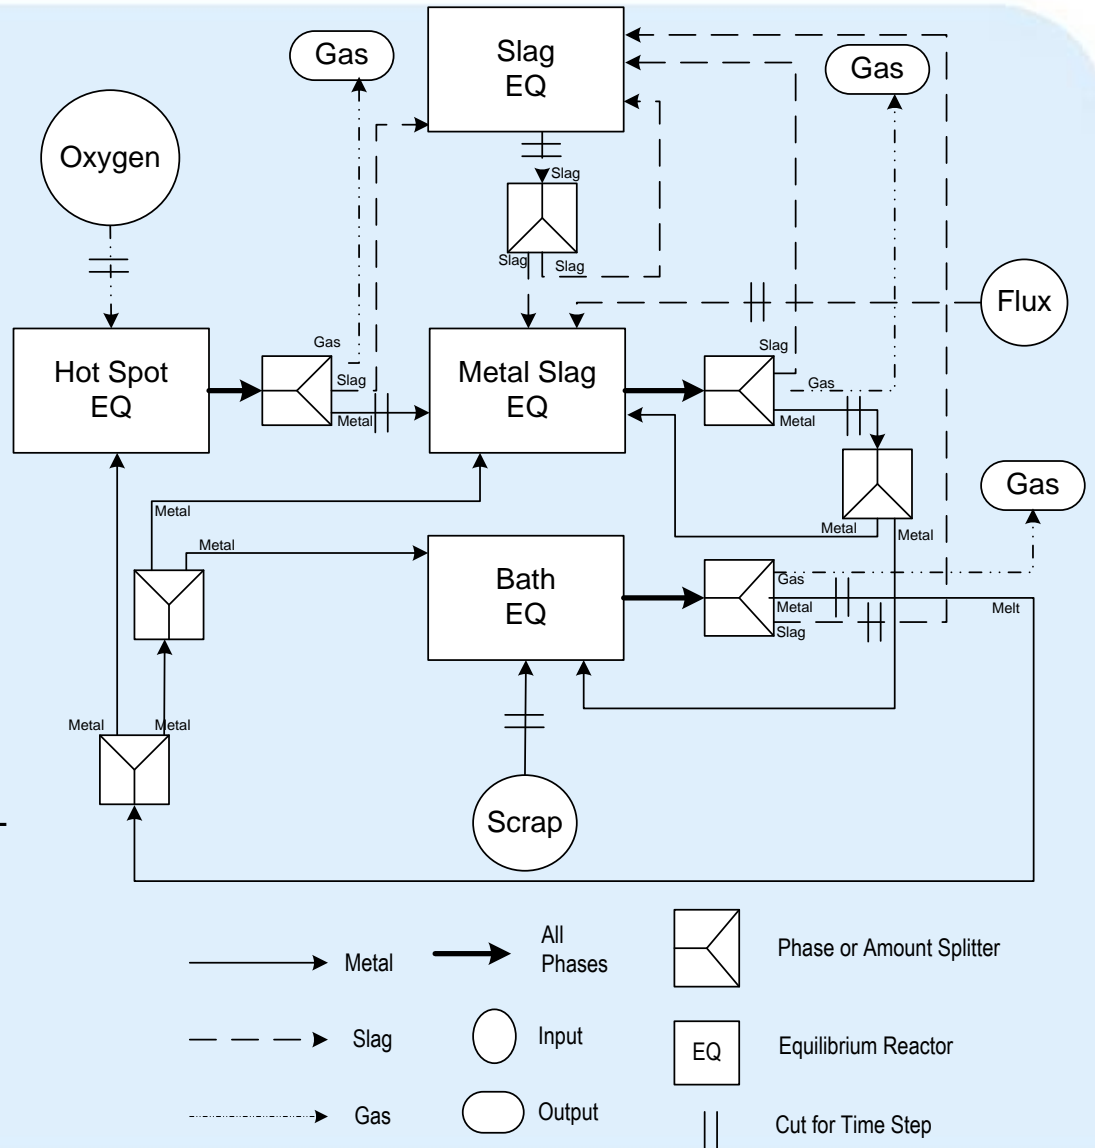 Gas
Slag
EQ
Gas
Oxygen
Slag
Slag
Slag
Flux
Hot Spot
EQ
Gas
Slag
Metal
Metal Slag
EQ
Slag
Gas
Metal
Gas
Metal
Metal
Metal
Metal
Bath
EQ
Gas
Metal
Slag
Melt
Metal
Metal
Scrap
Metal
All
Phases
Phase or Amount Splitter
Slag
Input
EQ
Equilibrium Reactor
Gas
Output
Cut for Time Step